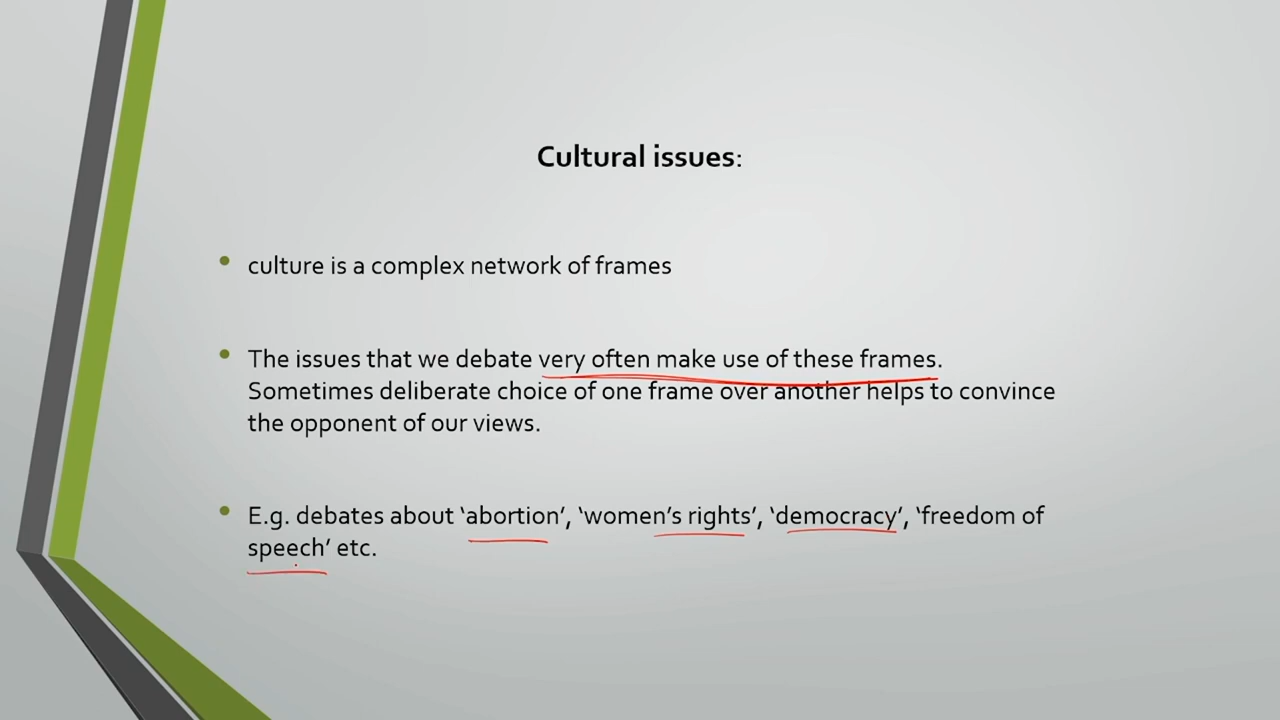 Cultural issues:
culture is a complex network of frames
The issues that we debate very often make use of these frames.
Sometimes deliberate choice of one frame over another helps to convince
the opponent of our views.
E.g. debates about ‘abortion’, ‘women’s rights’, ‘democracy’, ‘freedom of
speech’ etc.